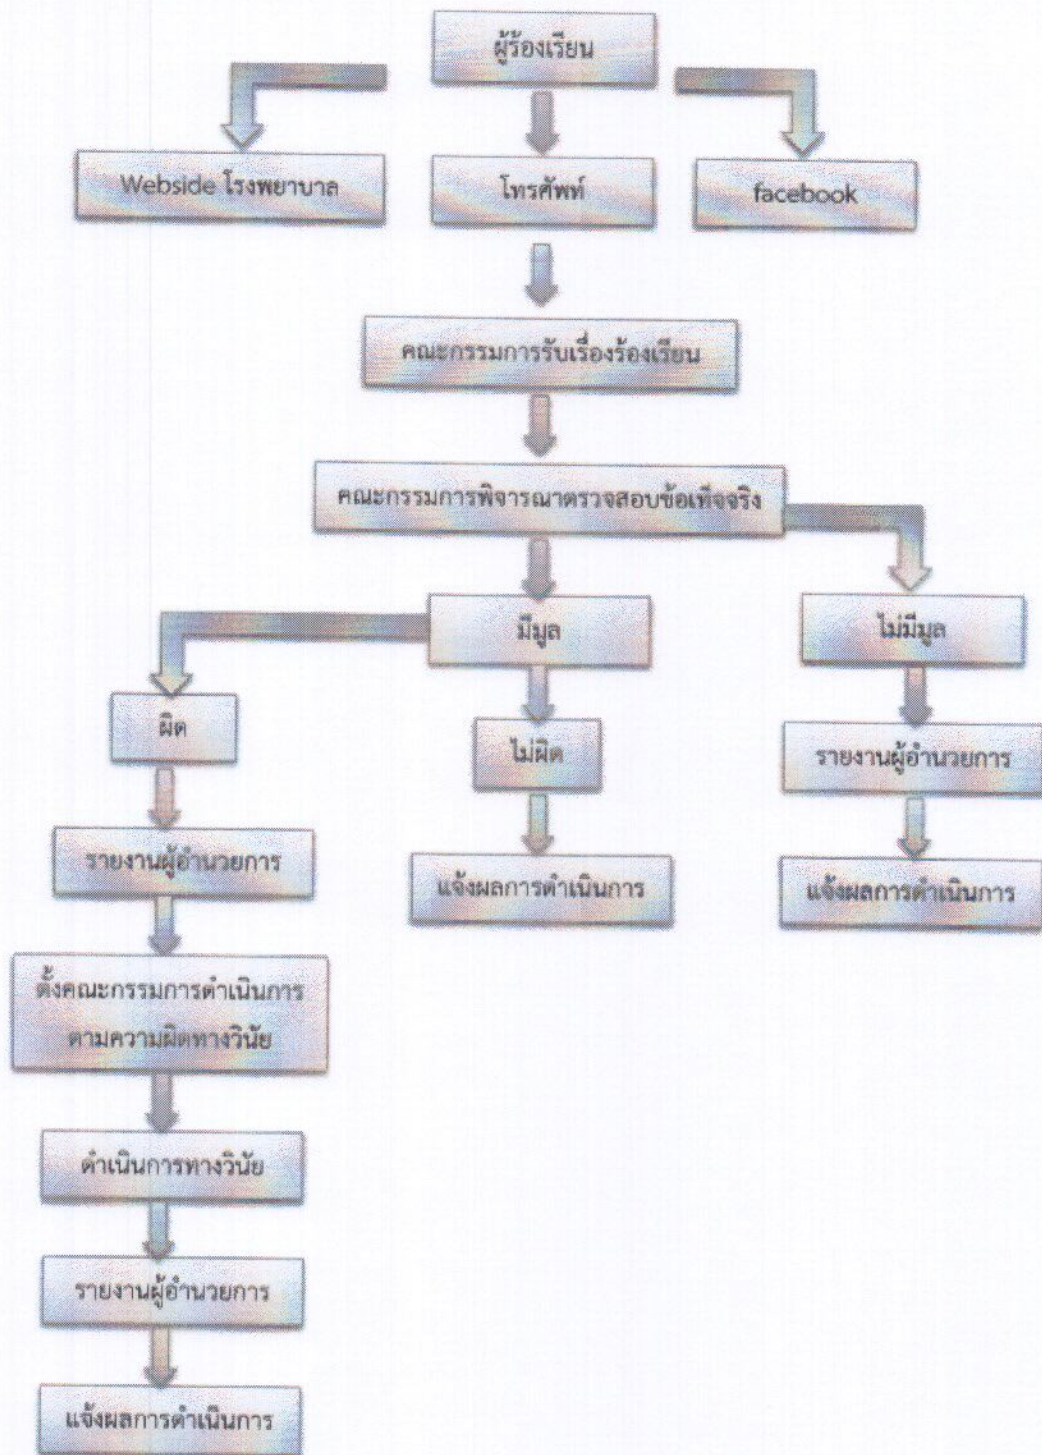 ผู้ร้องเรียน
Webside โรงพยาบาล
โทรศัพท์
facebook
คณะกรรมการรับเรื่องร้องเรียน
คณะกรรมการพิจารณาตรวจสอบข้อเท็จจริง
มีมูล
ไม่มีมูล
ผิด
ไม่ผิด
รายงานผู้อำนวยการ
รายงานผู้อำนวยการ
แจ้งผลการดำเนินการ
แจ้งผลการดำเนินการ
ตั้งคณะกรรมการดำเนินการ
ตามความผิดทางวินัย
ดำเนินการทางวินัย
รายงานผู้อำนวยการ
แจ้งผลการดำเนินการ